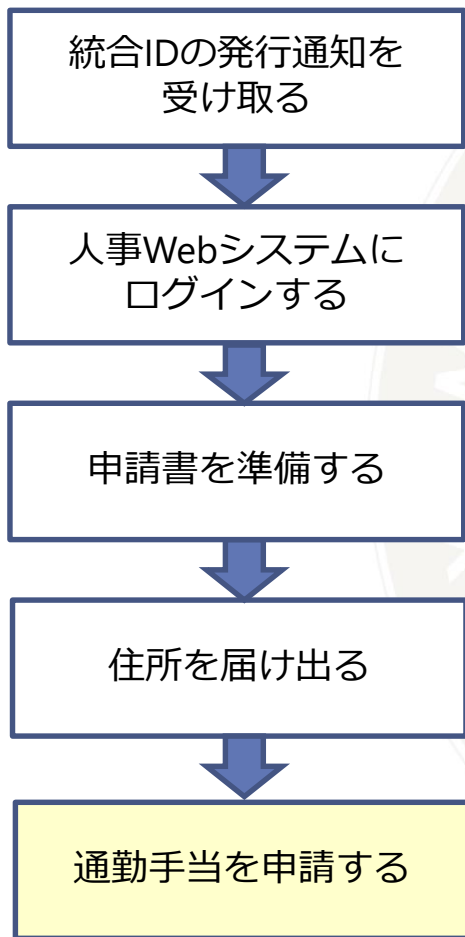 統合IDの発行通知を
受け取る
人事Webシステムに
ログインする
申請書を準備する
住所を届け出る
通勤手当を申請する